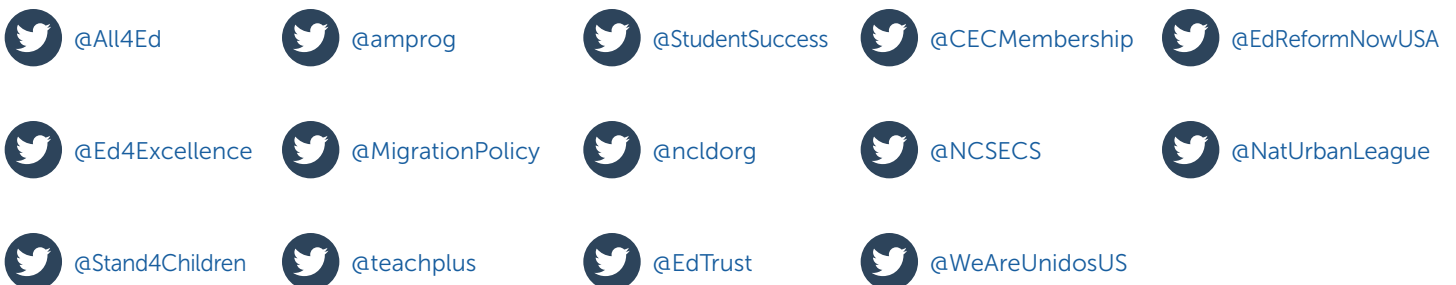 @All4Ed @amprog @StudentSuccess @CECMembership @EdReformNowUSA
@Ed4Excellence @MigrationPolicy @ncldorg @NCSECS @NatUrbanLeague
@Stand4Children @teachplus @EdTrust @WeAreUnidosUS